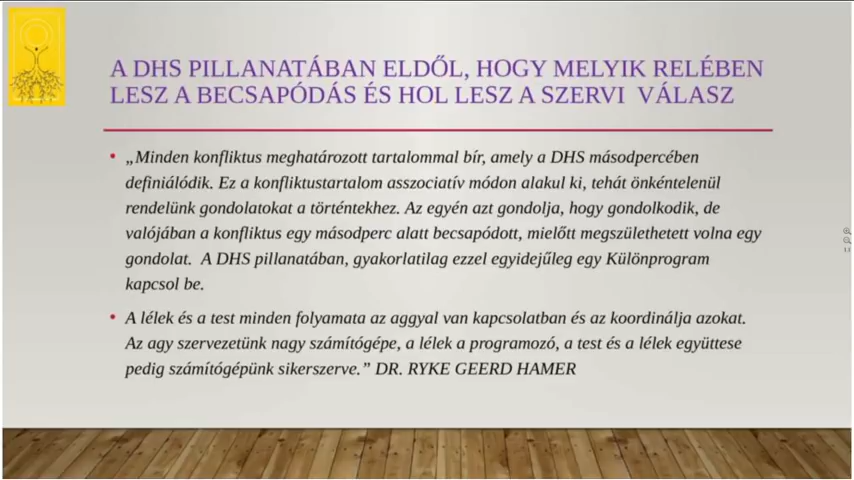 A DHS PILLANATÁBAN ELDŐL, HOGY MELYIK RELÉBEN
LESZ A BECSAPÓDÁS ÉS HOL LESZ A SZERVI VÁLASZ
• „Minden konfliktus meghatározott tartalommal bír, amely a DHS másodpercében
definiálódik. Ez a konfliktustartalom asszociatív módon alakul ki, tehát önkéntelenül
rendelünk gondolatokat a történtekhez. Az egyén azt gondolja, hogy gondolkodik, de
valójában a konfliktus egy másodperc alatt becsapódott, mielőtt megszülethetett volna egy
gondolat. A DHS pillanatában, gyakorlatilag ezzel egyidejűleg egy Különprogram
kapcsol be.
• A lélek és a test minden folyamata az aggyal van kapcsolatban és az koordinálja azokat.
Az agy szervezetünk nagy számítógépe, a lélek a programozó, a test és a lélek együttese
pedig számítógépünk sikerszerve.” DR. RYKE GEERD HAMER